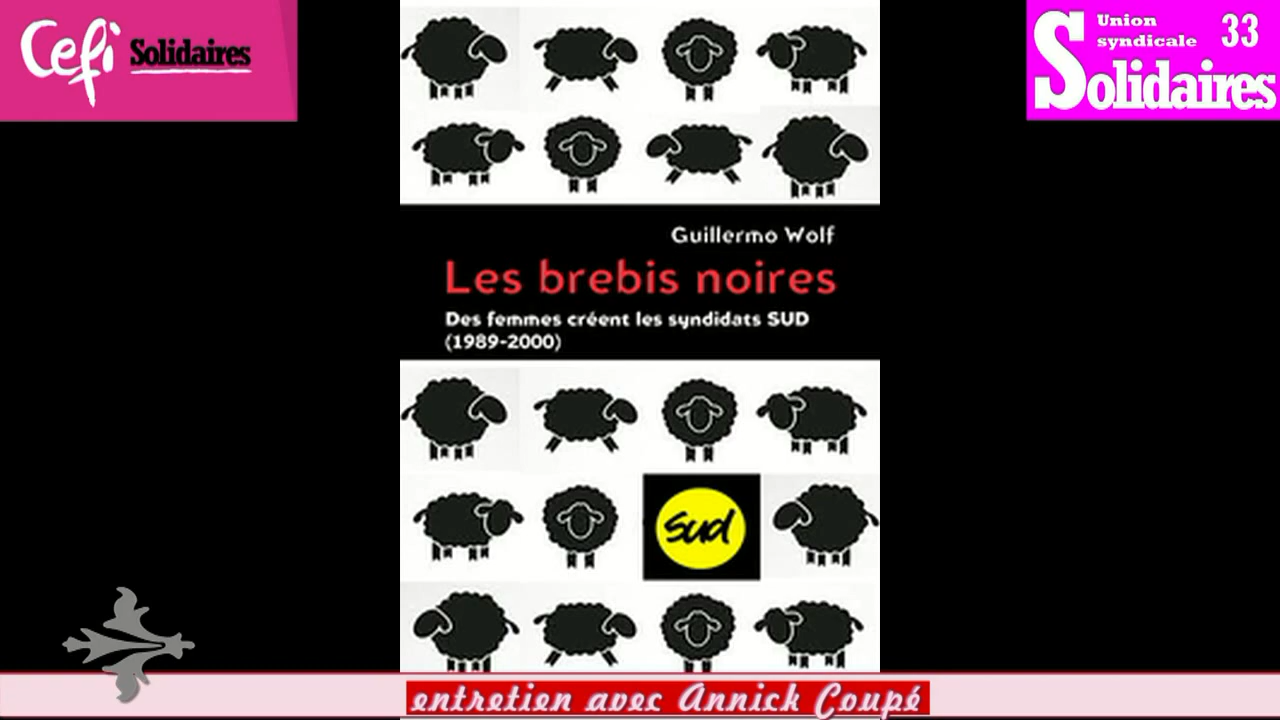 Cefi Solidaires
Union
syndicale 33
Solidaires
Guillermo Wolf
Les brebis noires
Des femmes créent les syndidats SUD
(1989-2000)
sud
entretien avec Annick Coupé